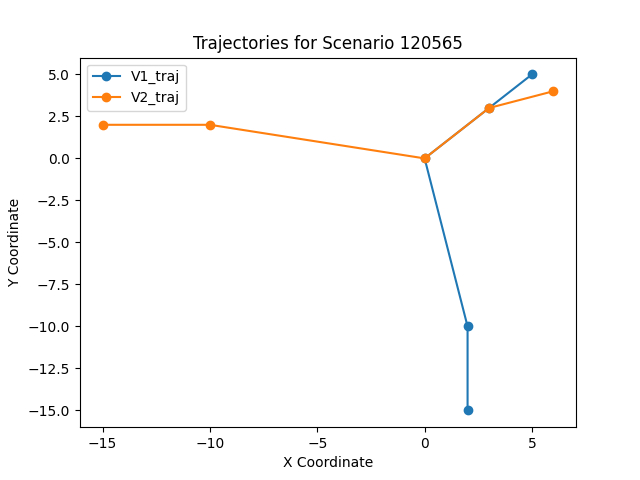 Trajectories for Scenario 120565
V1_traj
V2_traj
5.0
2.5
0.0
−2.5
−5.0
−7.5
−10.0
−12.5
−15.0
Y Coordinate
−15
−10
−5
0
5
X Coordinate